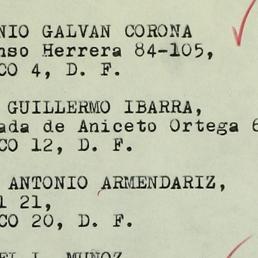 NIO GALVAN CORONA
nso Herrera 84-105,
CO 4, D. F.
GUILLERMO IBARRA,
ada de Aniceto Ortega 6
CO 12, D. F.
ANTONIO ARMENDARIZ,
l 21,
CO 20, D. F.
L. MUÑOZ